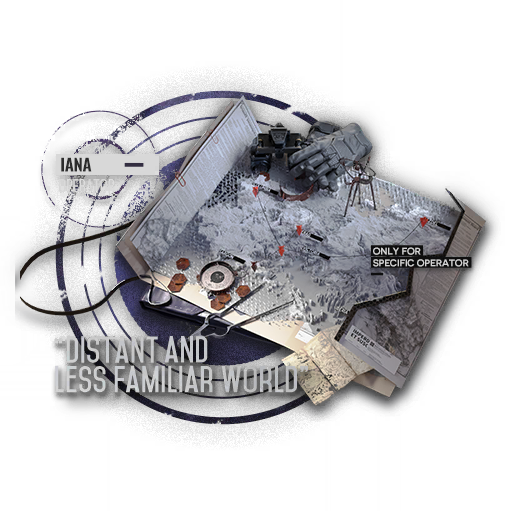 IANA
ONLY FOR
SPECIFIC OPERATOR
"DISTANT AND
LESS FAMILIAR WORLD"